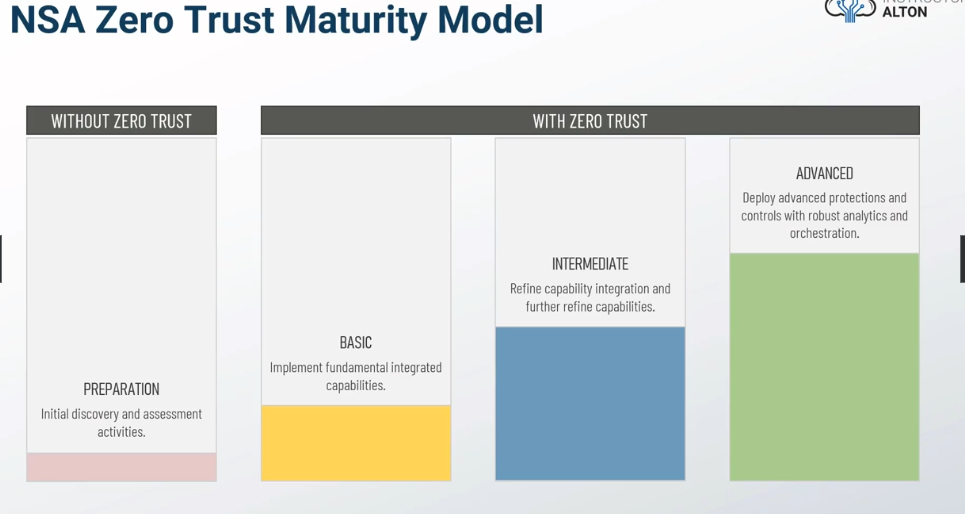 NSA Zero Trust Maturity Model
ALTON
WITHOUT ZERO TRUST
WITH ZERO TRUST
PREPARATION
Initial discovery and assessment
activities.
BASIC
Implement fundamental integrated
capabilities.
INTERMEDIATE
Refine capability integration and
further refine capabilities.
ADVANCED
Deploy advanced protections and
controls with robust analytics and
orchestration.